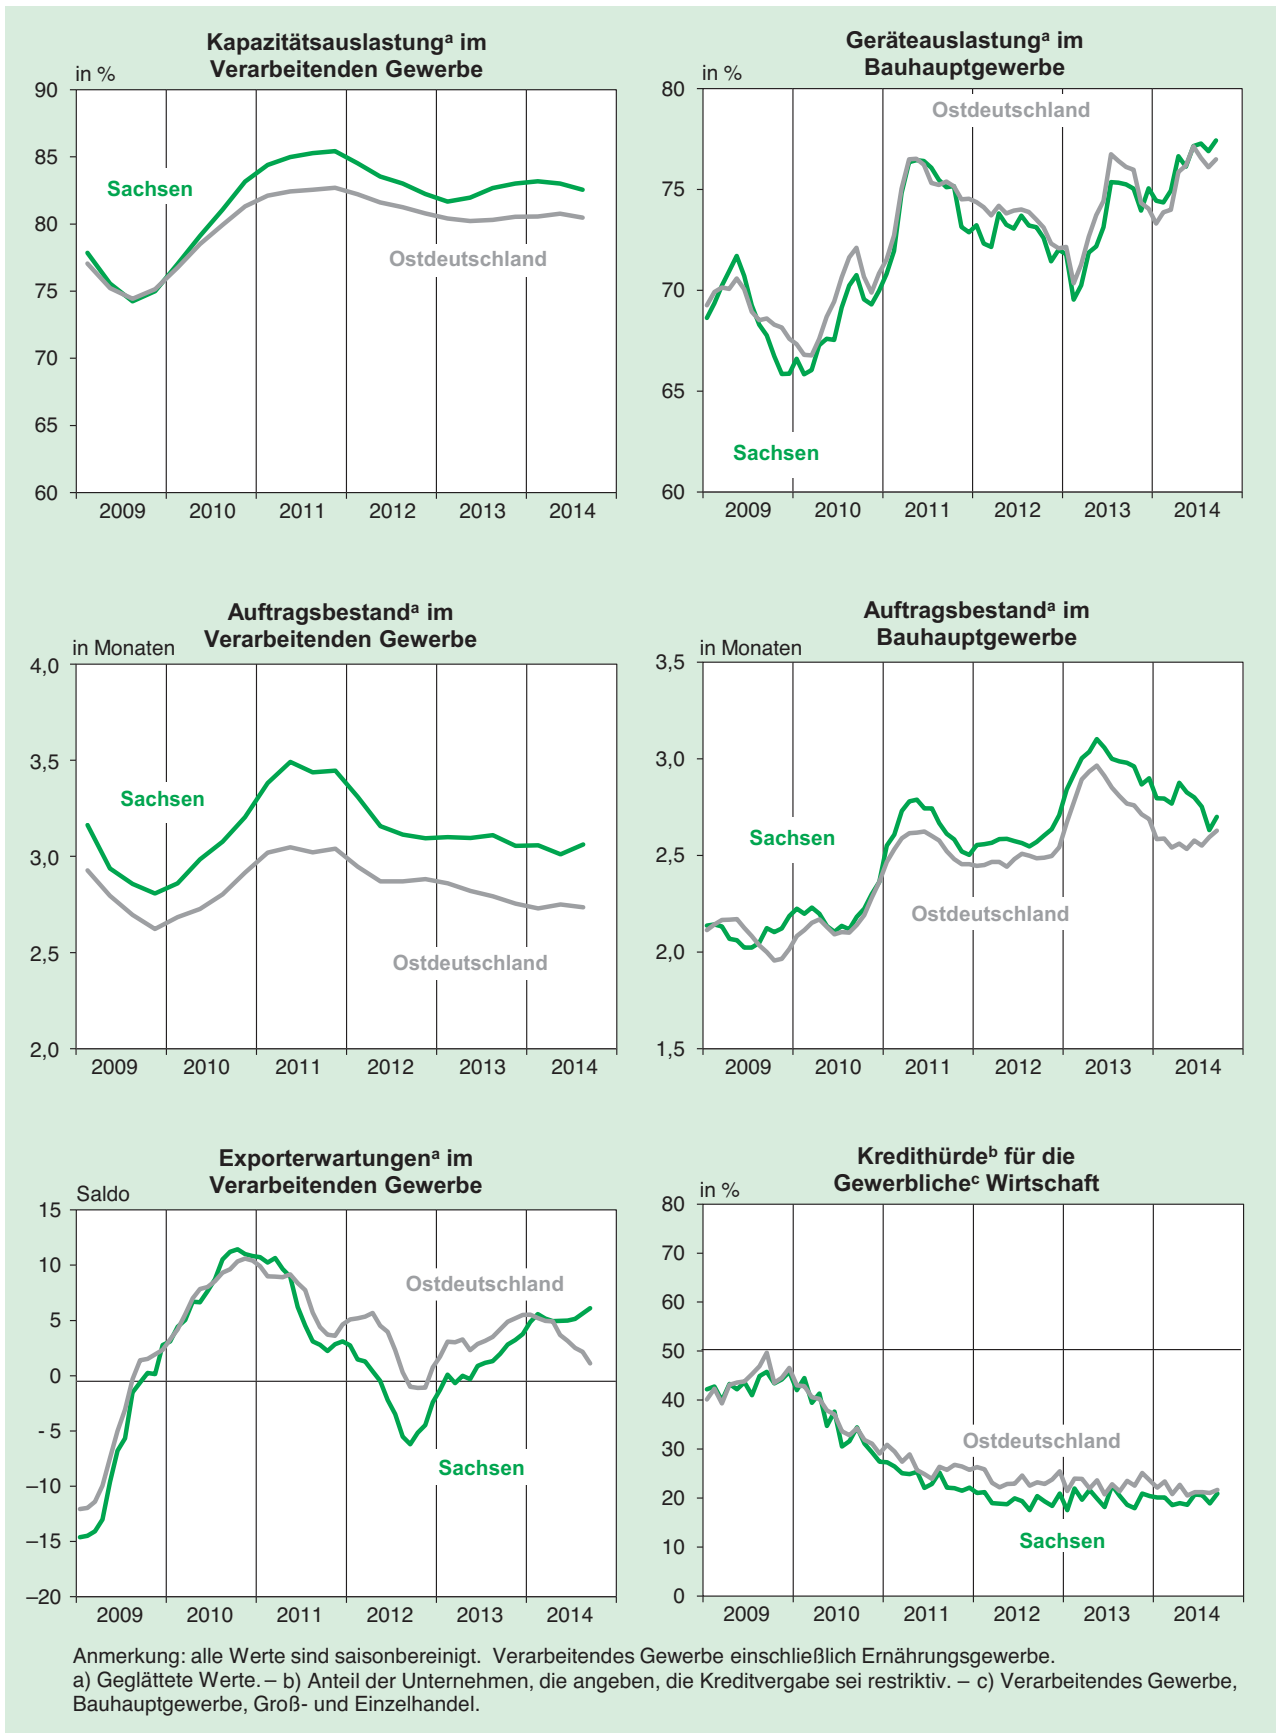 Kapazitätsauslastungᵃ im
Verarbeitenden Gewerbe
in %
90
85
80
75
70
65
60
Sachsen
Ostdeutschland
2009 2010 2011 2012 2013 2014
Geräteauslastungᵃ im
Bauhauptgewerbe
in %
80
75
70
65
60
Ostdeutschland
Sachsen
2009 2010 2011 2012 2013 2014
Auftragsbestandᵃ im
Verarbeitenden Gewerbe
in Monaten
4,0
3,5
3,0
2,5
2,0
Sachsen
Ostdeutschland
2009 2010 2011 2012 2013 2014
Auftragsbestandᵃ im
Bauhauptgewerbe
in Monaten
3,5
3,0
2,5
2,0
1,5
Sachsen
Ostdeutschland
2009 2010 2011 2012 2013 2014
Exporterwartungenᵃ im
Verarbeitenden Gewerbe
Saldo
15
10
5
0
- 5
–10
–15
–20
Ostdeutschland
Sachsen
2009 2010 2011 2012 2013 2014
Kredithürdeᵇ für die
Gewerblicheᶜ Wirtschaft
in %
80
70
60
50
40
30
20
10
0
Ostdeutschland
Sachsen
2009 2010 2011 2012 2013 2014
Anmerkung: alle Werte sind saisonbereinigt. Verarbeitendes Gewerbe einschließlich Ernährungsgewerbe.
a) Geglättete Werte. – b) Anteil der Unternehmen, die angeben, die Kreditvergabe sei restriktiv. – c) Verarbeitendes Gewerbe,
Bauhauptgewerbe, Groß- und Einzelhandel.